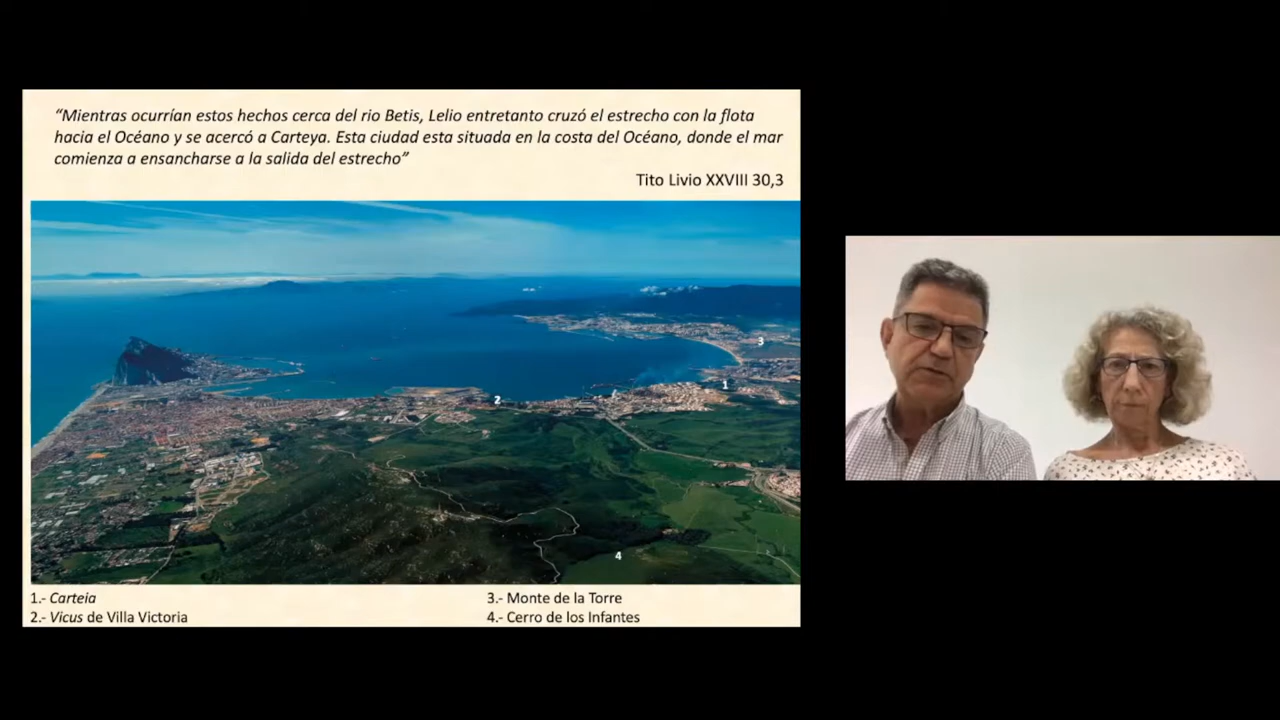 “Mientras ocurrían estos hechos cerca del rio Betis, Lelio entretanto cruzó el estrecho con la flota
hacia el Océano y se acercó a Carteya. Esta ciudad esta situada en la costa del Océano, donde el mar
comienza a ensancharse a la salida del estrecho”
Tito Livio XXVIII 30,3
3
1
2
4
1.- Carteia
2.- Vicus de Villa Victoria
3.- Monte de la Torre
4.- Cerro de los Infantes